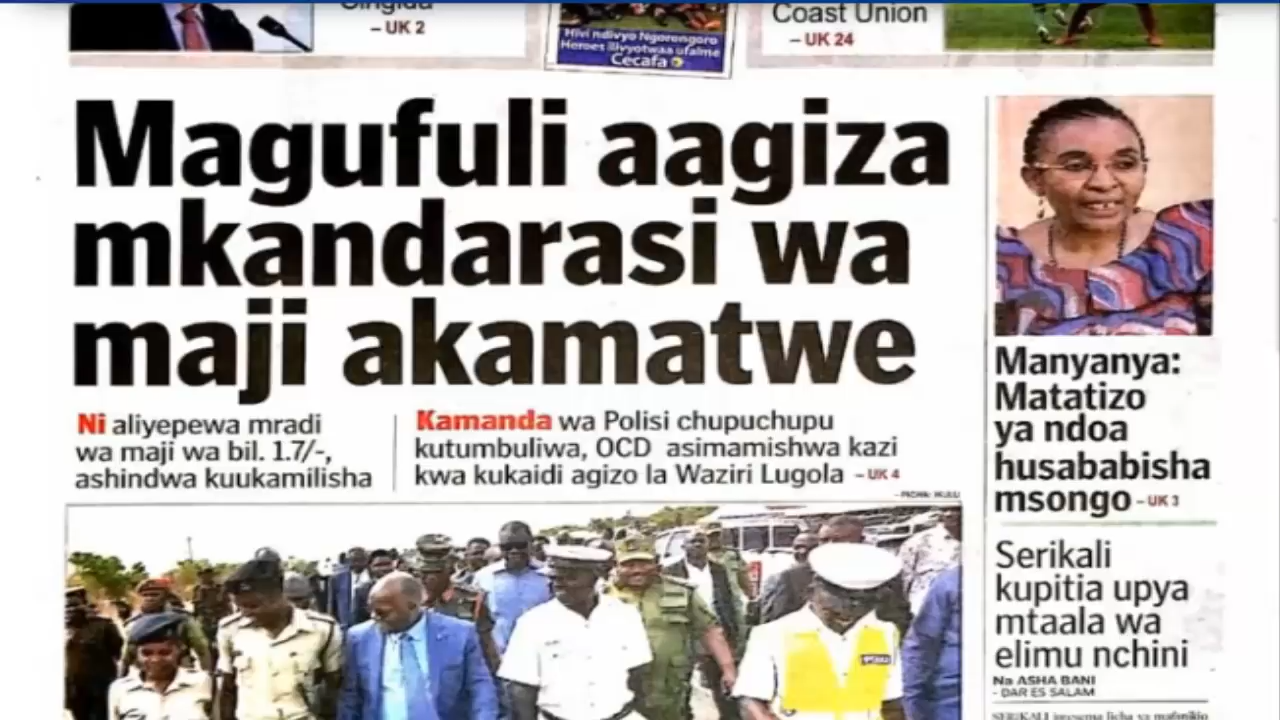 – UK 2
Hivi ndivyo Ngorongoro
Heroes ilivyotwaa ufalme
Cecafa
Coast Union
– UK 24
Magufuli aagiza
mkandarasi wa
maji akamatwe
Ni aliyepewa mradi
wa maji wa bil. 1.7/-,
ashindwa kuukamilisha
Kamanda wa Polisi chupuchupu
kutumbuliwa, OCD asimamishwa kazi
kwa kukaidi agizo la Waziri Lugola – UK 4
– PICHA: IKULU
Manyanya:
Matatizo
ya ndoa
husababisha
msongo – UK 3
Serikali
kupitia upya
mtaala wa
elimu nchini
Na ASHA BANI
- DAR ES SALAM